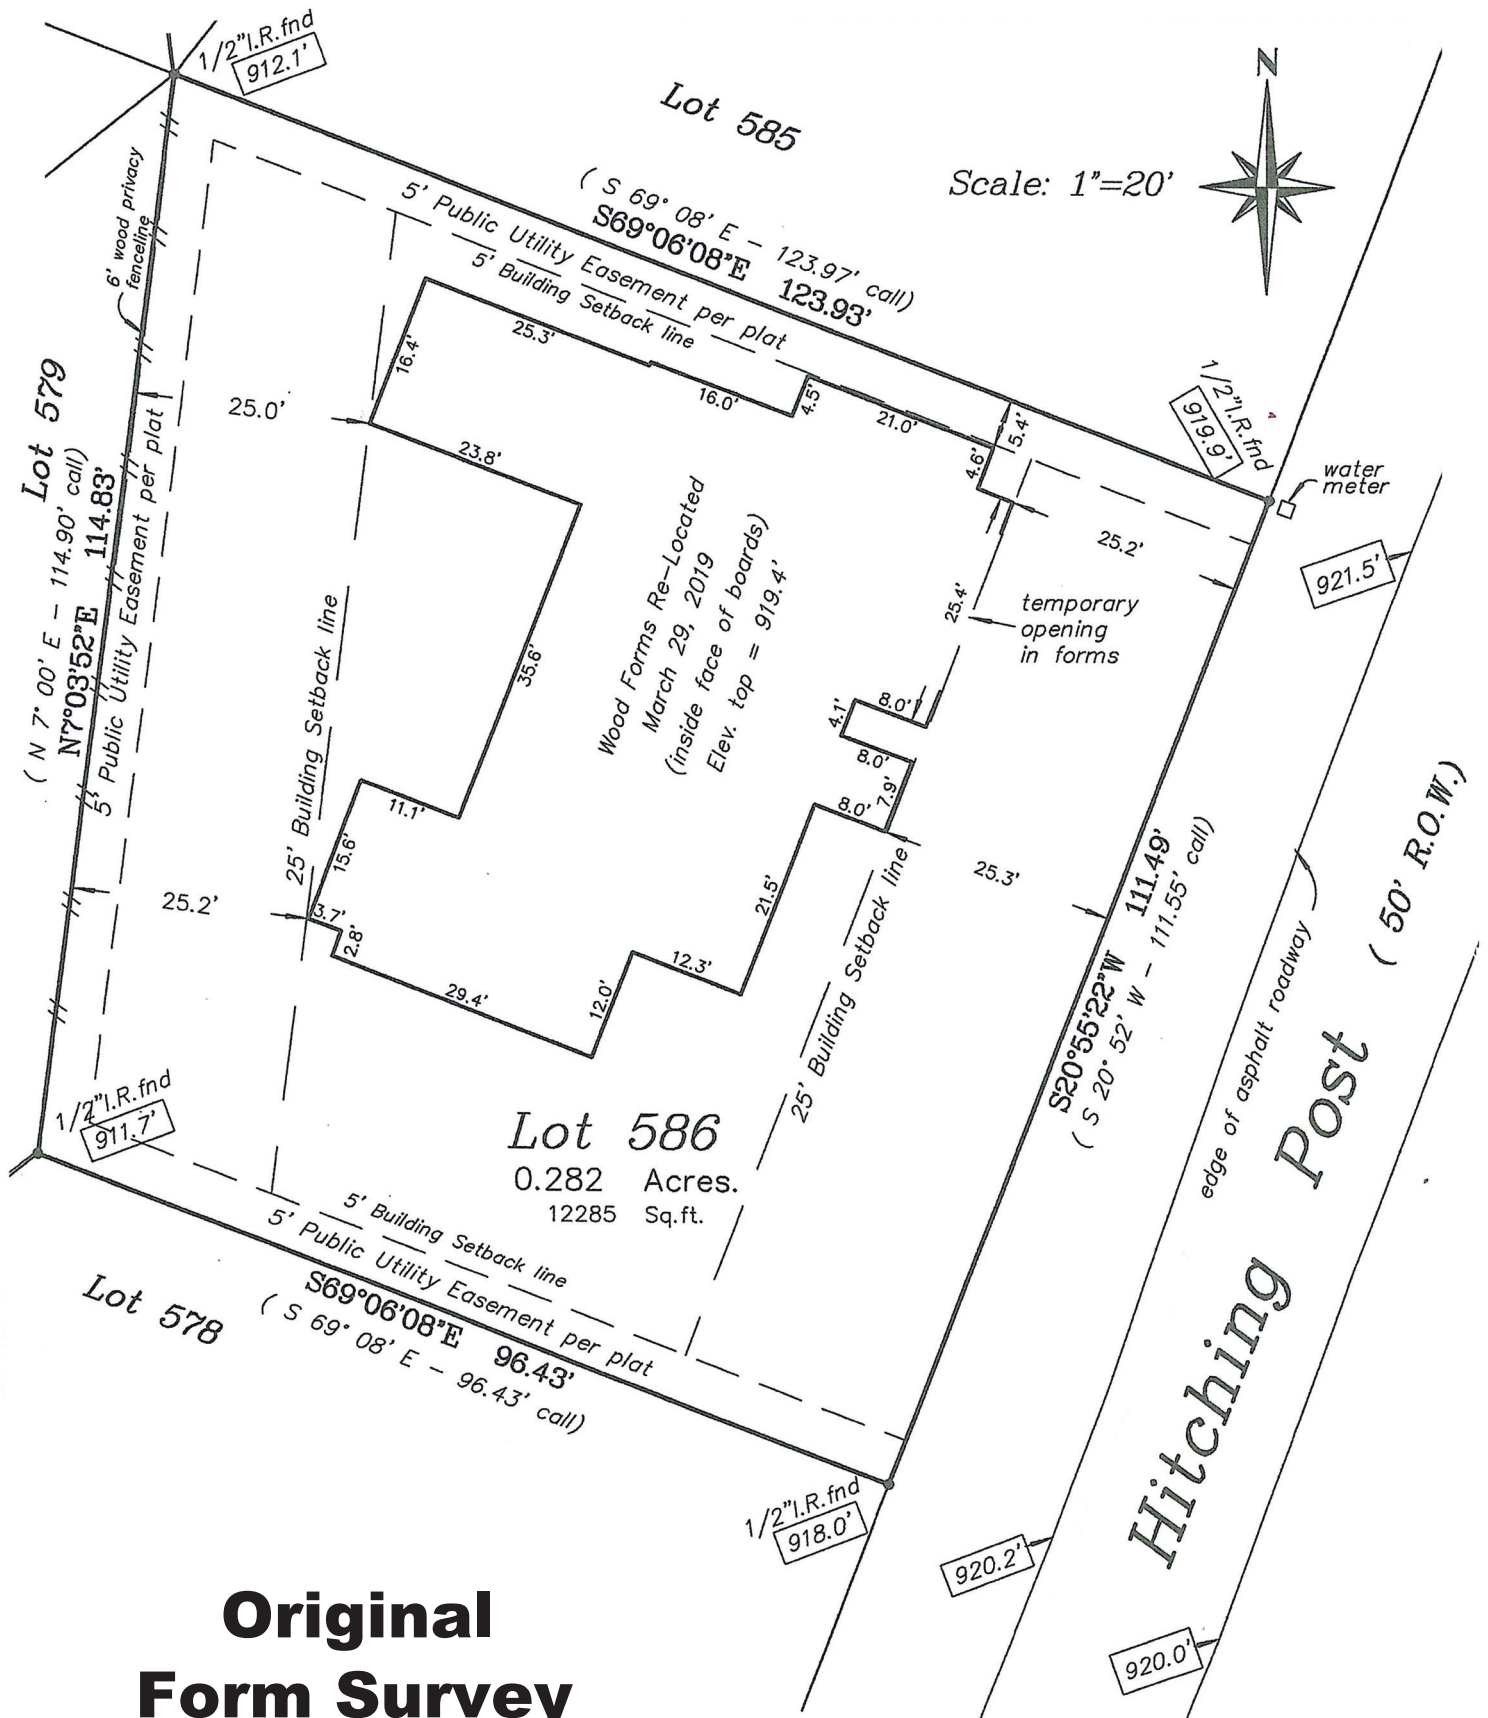 1/2"I.R.fnd
912.1'
Lot 585
N
Scale: 1"=20'
( S 69° 08' E - 123.97' call)
S69°06'08"E 123.93'
5' Public Utility Easement per plat
5' Building Setback line
6' wood privacy
fenceline
25.3'
16.4'
16.0'
4.5'
21.0'
5.4'
4.6'
1/2"I.R.fnd
919.9'
water
meter
Lot 579
( N 7° 00' E - 114.90' call)
N7°03'52"E 114.83'
5' Public Utility Easement per plat
25.0'
23.8'
25.2'
921.5'
Wood Forms Re-Located
March 29, 2019
(inside face of boards)
Elev. top = 919.4'
25.4'
temporary
opening
in forms
35.6'
25' Building Setback line
8.0'
4.1'
8.0'
7.9'
8.0'
11.1'
15.6'
25.2'
3.7'
2.8'
29.4'
12.0'
12.3'
21.5'
25.3'
25' Building Setback line
S20°55'22"W 111.49'
( S 20° 52' W - 111.55' call)
edge of asphalt roadway
Hitching Post ( 50' R.O.W.)
1/2"I.R.fnd
911.7'
Lot 586
0.282 Acres.
12285 Sq.ft.
5' Building Setback line
5' Public Utility Easement per plat
S69°06'08"E 96.43'
( S 69° 08' E - 96.43' call)
Lot 578
1/2"I.R.fnd
918.0'
920.2'
920.0'
Original
Form Survey